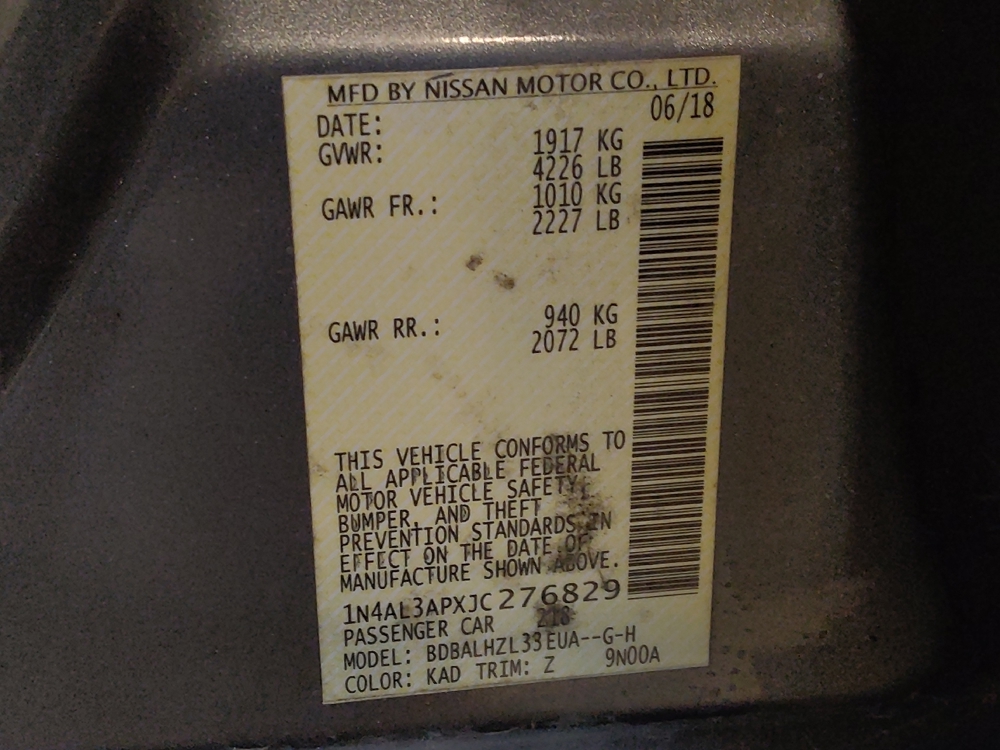 MFD BY NISSAN MOTOR CO., LTD.
DATE: 06/18
GVWR: 1917 KG
4226 LB
GAWR FR.: 1010 KG
2227 LB
GAWR RR.: 940 KG
2072 LB
THIS VEHICLE CONFORMS TO
ALL APPLICABLE FEDERAL
MOTOR VEHICLE SAFETY,
BUMPER, AND THEFT
PREVENTION STANDARDS IN
EFFECT ON THE DATE OF
MANUFACTURE SHOWN ABOVE.
1N4AL3APXJC276829
PASSENGER CAR 218
MODEL: BDBALHZL33EUA--G-H
COLOR: KAD TRIM: Z 9N00A